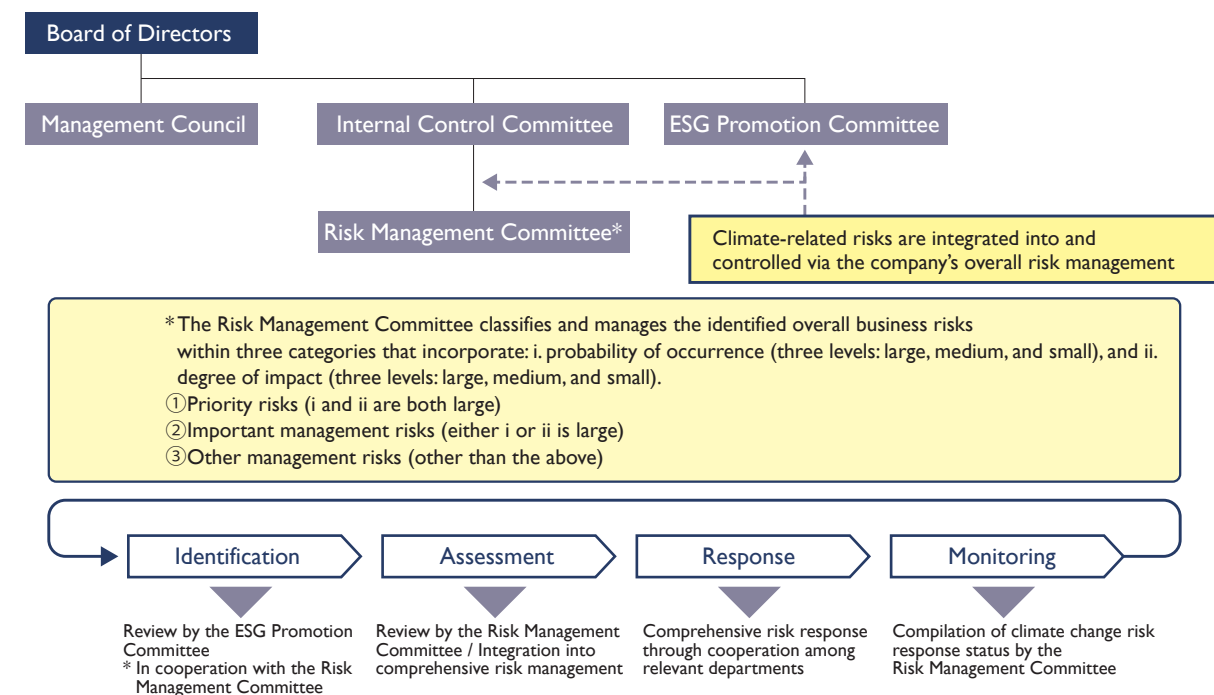 Board of Directors
Management Council
Internal Control Committee
ESG Promotion Committee
Risk Management Committee*
Climate-related risks are integrated into and
controlled via the company’s overall risk management
* The Risk Management Committee classifies and manages the identified overall business risks
within three categories that incorporate: i. probability of occurrence (three levels: large, medium, and small), and ii.
degree of impact (three levels: large, medium, and small).
①Priority risks (i and ii are both large)
②Important management risks (either i or ii is large)
③Other management risks (other than the above)
Identification
Assessment
Response
Monitoring
Review by the ESG Promotion
Committee
* In cooperation with the Risk
Management Committee
Review by the Risk Management
Committee / Integration into
comprehensive risk management
Comprehensive risk response
through cooperation among
relevant departments
Compilation of climate change risk
response status by the
Risk Management Committee